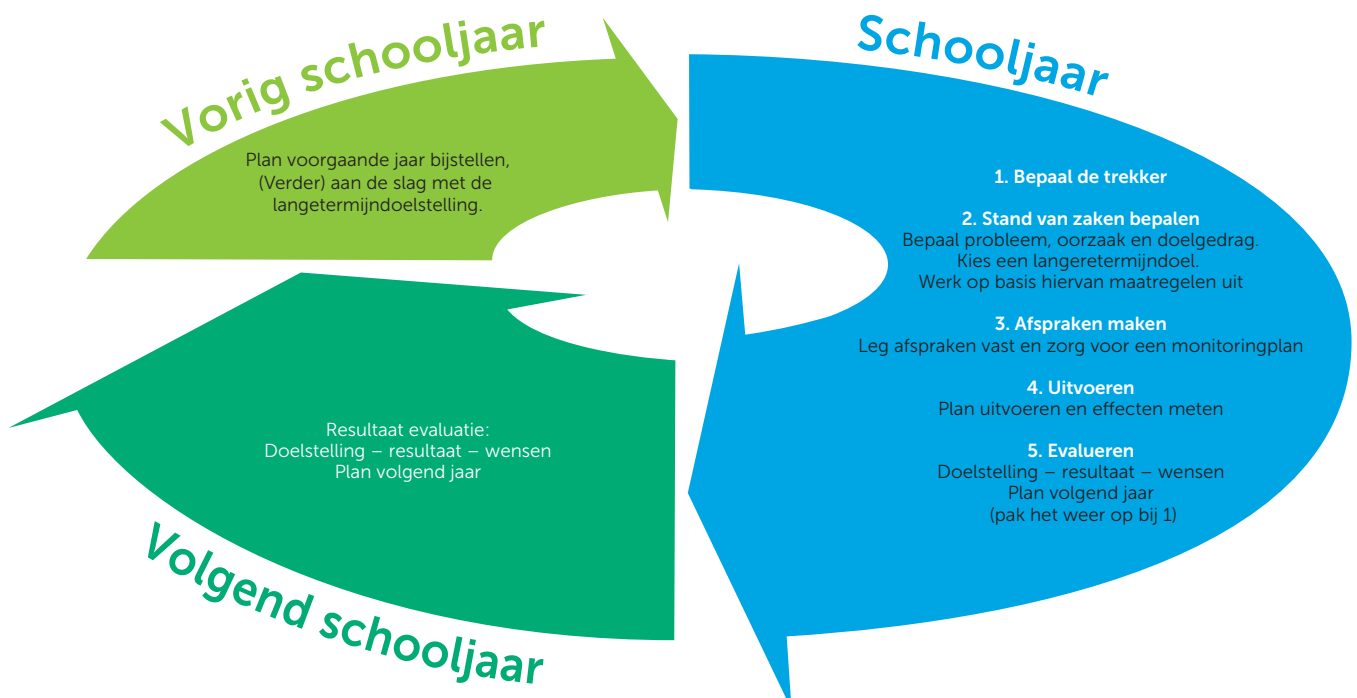 Vorig schooljaar
Plan voorgaande jaar bijstellen,
(Verder) aan de slag met de
langetermijndoelstelling.
Schooljaar
1. Bepaal de trekker
2. Stand van zaken bepalen
Bepaal probleem, oorzaak en doelgedrag.
Kies een langeretermijndoel.
Werk op basis hiervan maatregelen uit
3. Afspraken maken
Leg afspraken vast en zorg voor een monitoringplan
4. Uitvoeren
Plan uitvoeren en effecten meten
5. Evalueren
Doelstelling – resultaat – wensen
Plan volgend jaar
(pak het weer op bij 1)
Resultaat evaluatie:
Doelstelling – resultaat – wensen
Plan volgend jaar
Volgend schooljaar